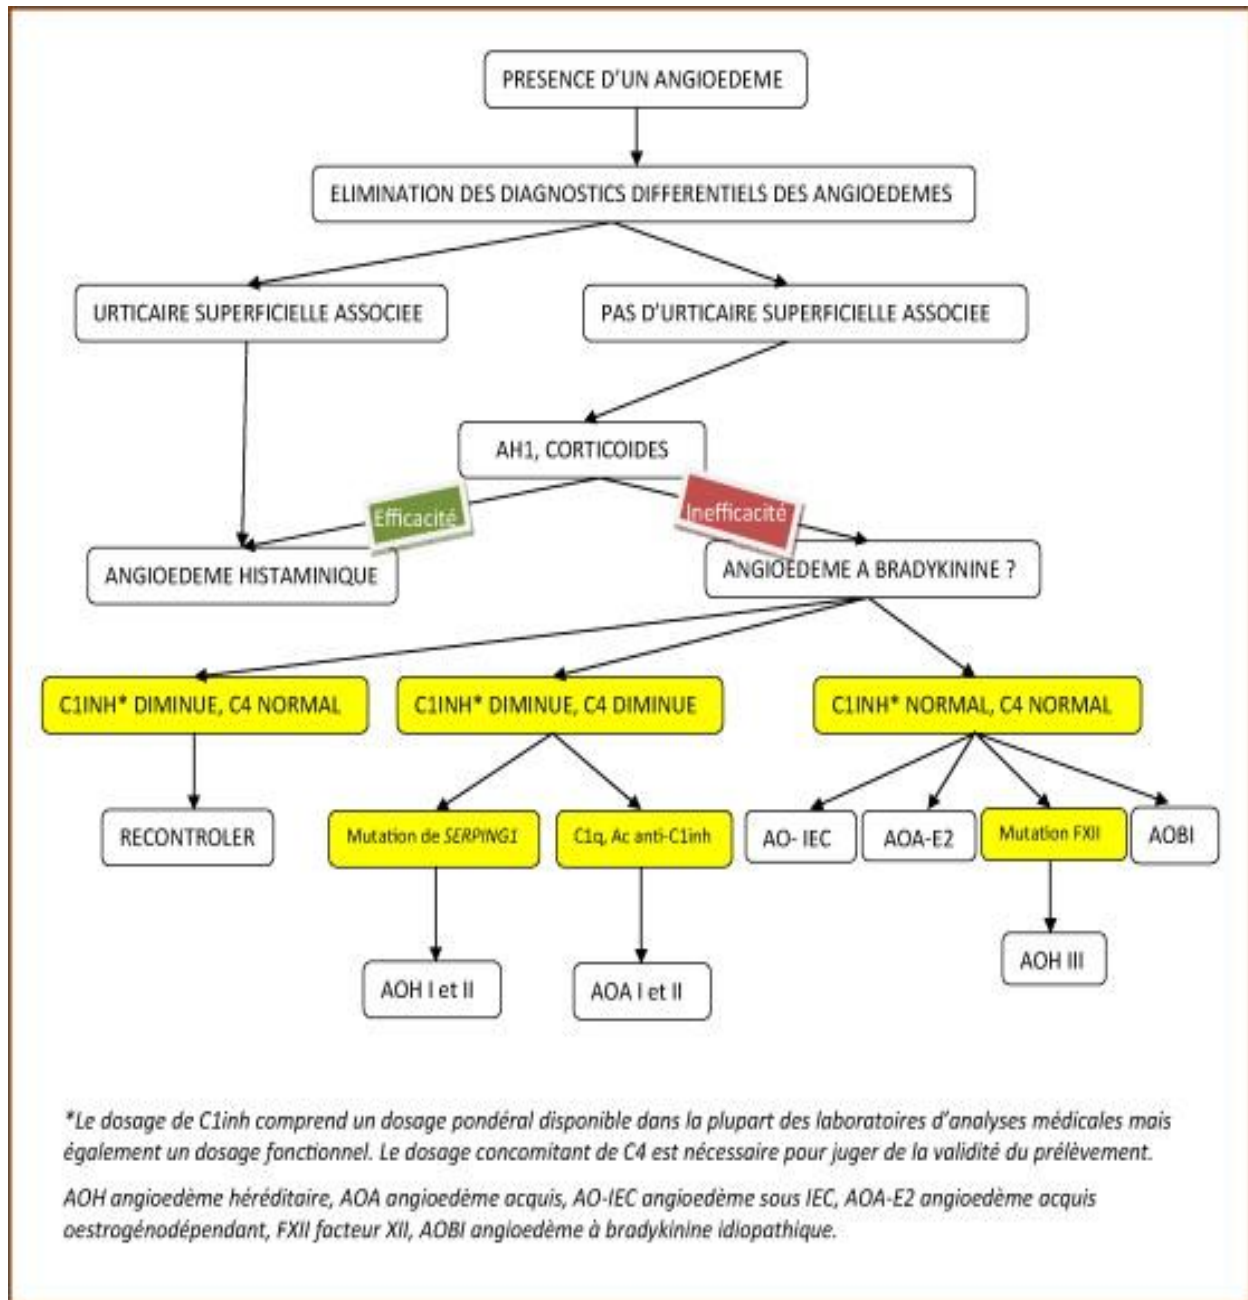 PRESENCE D'UN ANGIOEDEME
ELIMINATION DES DIAGNOSTICS DIFFERENTIELS DES ANGIOEDEMES
URTICAIRE SUPERFICIELLE ASSOCIEE
PAS D'URTICAIRE SUPERFICIELLE ASSOCIEE
AH1, CORTICOIDES
Efficacité
Inefficacité
ANGIOEDEME HISTAMINIQUE
ANGIOEDEME A BRADYKININE ?
C1INH* DIMINUE, C4 NORMAL
C1INH* DIMINUE, C4 DIMINUE
C1INH* NORMAL, C4 NORMAL
RECONTROLER
Mutation de SERPING1
C1q, Ac anti-C1inh
AO- IEC
AOA-E2
Mutation FXII
AOBI
AOH I et II
AOA I et II
AOH III
*Le dosage de C1inh comprend un dosage pondéral disponible dans la plupart des laboratoires d'analyses médicales mais
également un dosage fonctionnel. Le dosage concomitant de C4 est nécessaire pour juger de la validité du prélèvement.
AOH angioedème héréditaire, AOA angioedème acquis, AO-IEC angioedème sous IEC, AOA-E2 angioedème acquis
oestrogénodépendant, FXII facteur XII, AOBI angioedème à bradykinine idiopathique.